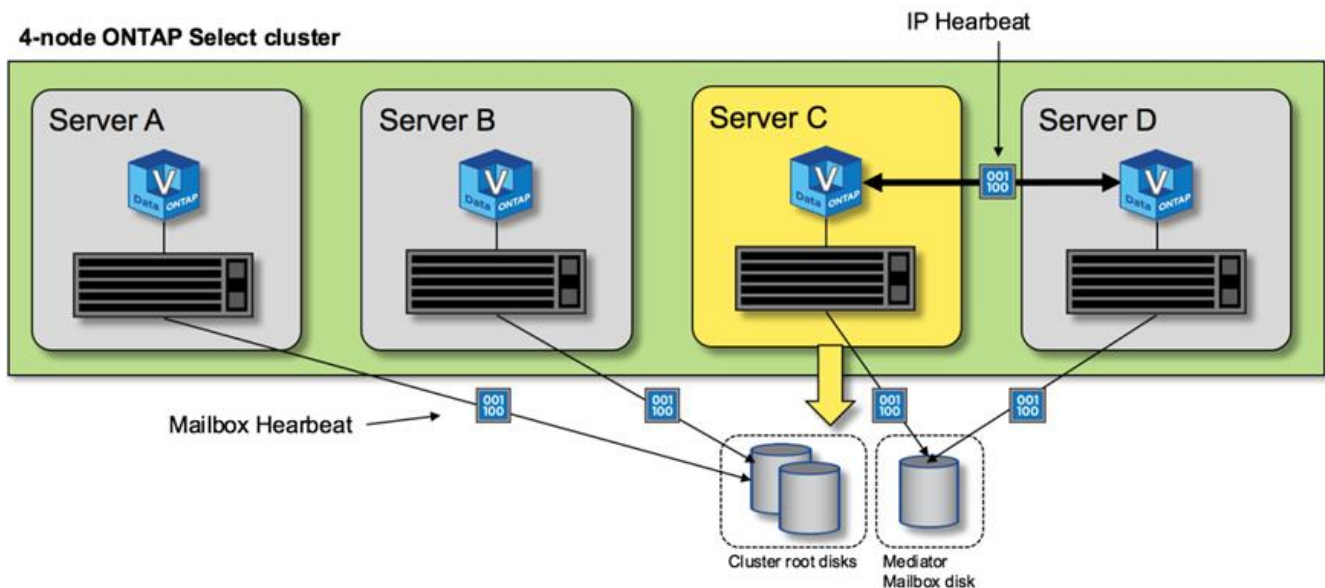 IP Hearbeat
4-node ONTAP Select cluster
Server A
Server B
Server C
Server D
V
Data ONTAP
V
Data ONTAP
V
Data ONTAP
V
Data ONTAP
001
100
Mailbox Hearbeat
001
100
001
100
001
100
001
100
Cluster root disks
Mediator
Mailbox disk